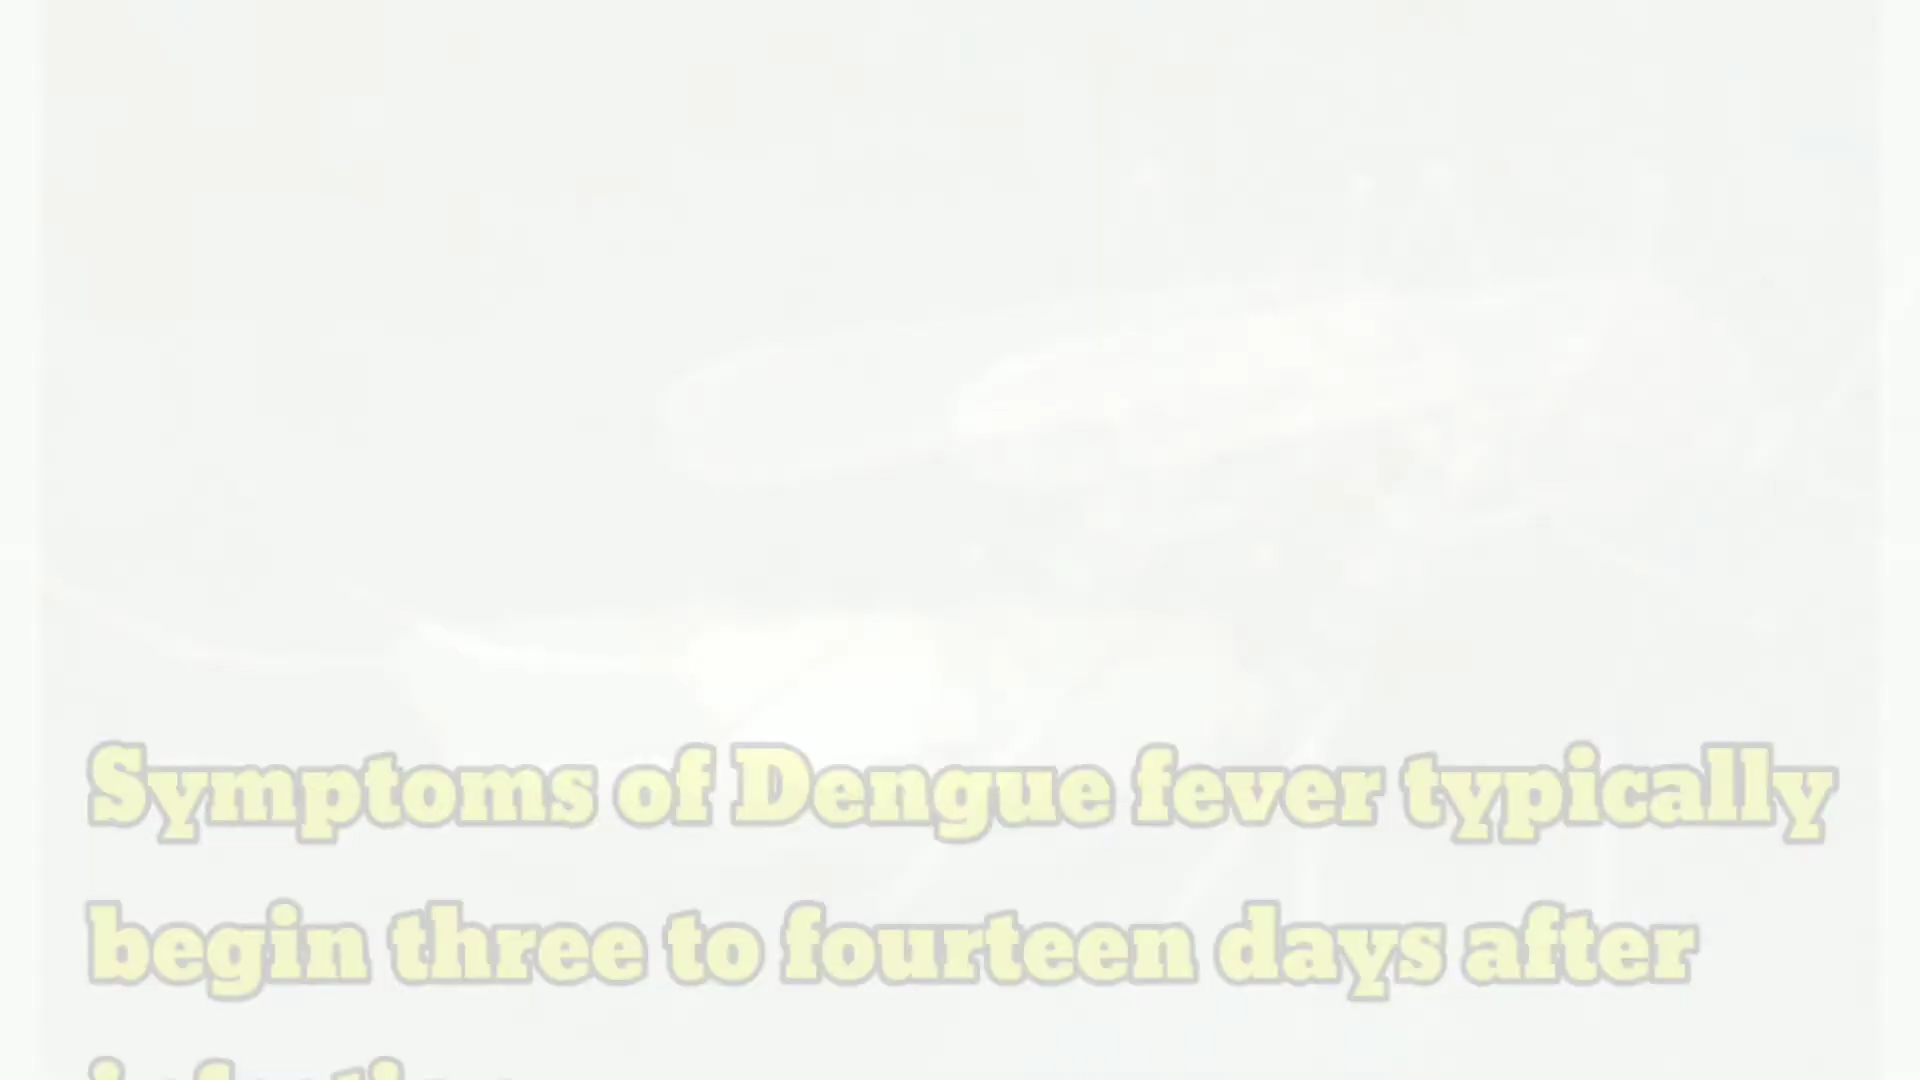 Symptoms of Dengue fever typically
begin three to fourteen days after